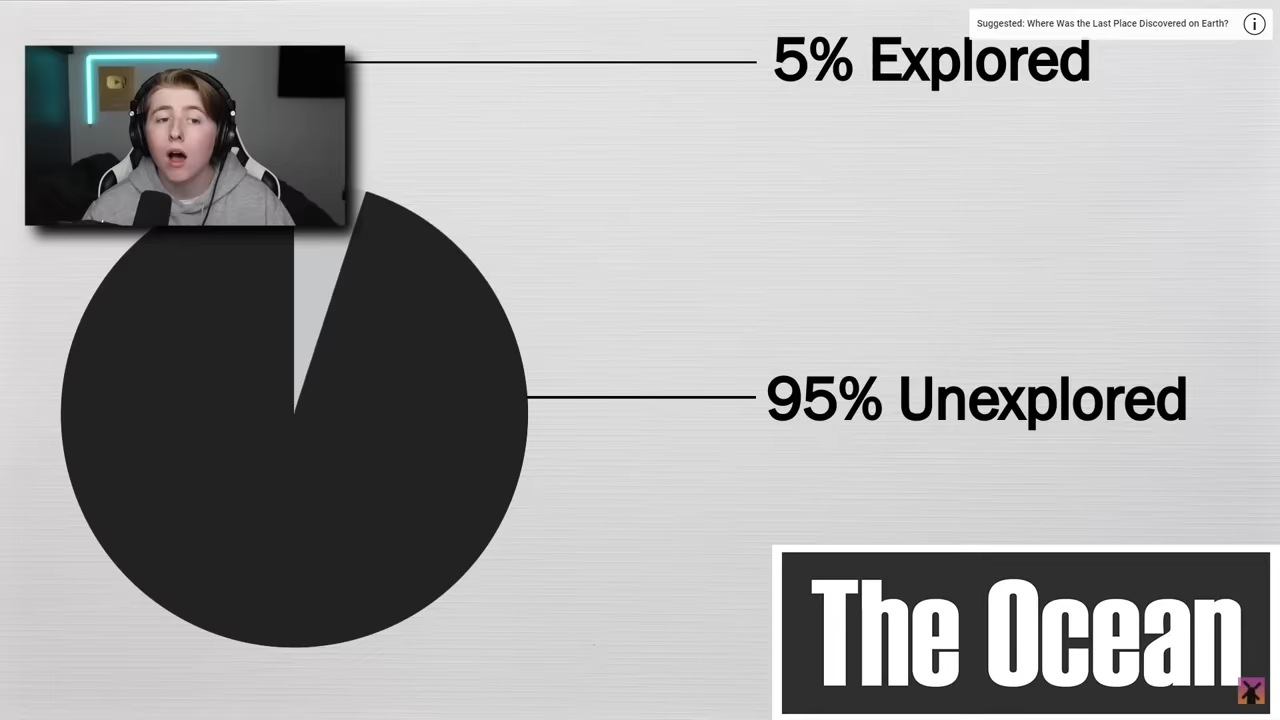 Suggested: Where Was the Last Place Discovered on Earth?
5% Explored
95% Unexplored
The Ocean